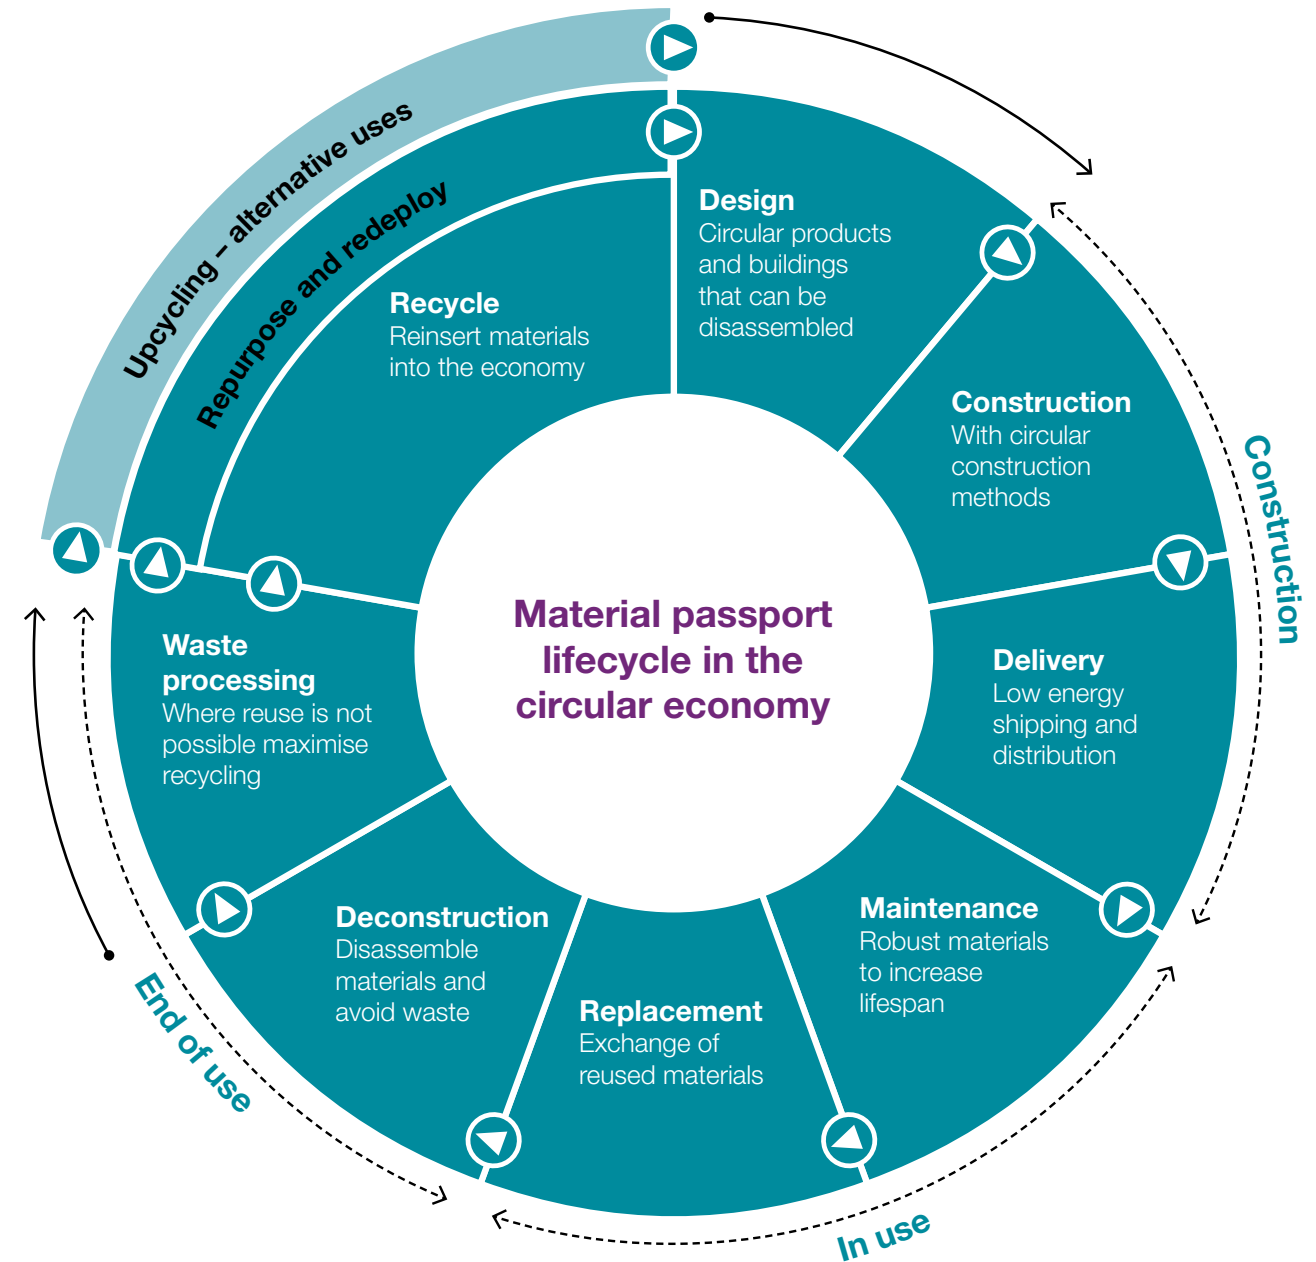 Upcycling – alternative uses
Repurpose and redeploy
Recycle
Reinsert materials
into the economy
Design
Circular products
and buildings
that can be
disassembled
Construction
With circular
construction
methods
Construction
Delivery
Low energy
shipping and
distribution
Maintenance
Robust materials
to increase
lifespan
In use
Replacement
Exchange of
reused materials
Deconstruction
Disassemble
materials and
avoid waste
End of use
Waste
processing
Where reuse is not
possible maximise
recycling
Material passport
lifecycle in the
circular economy